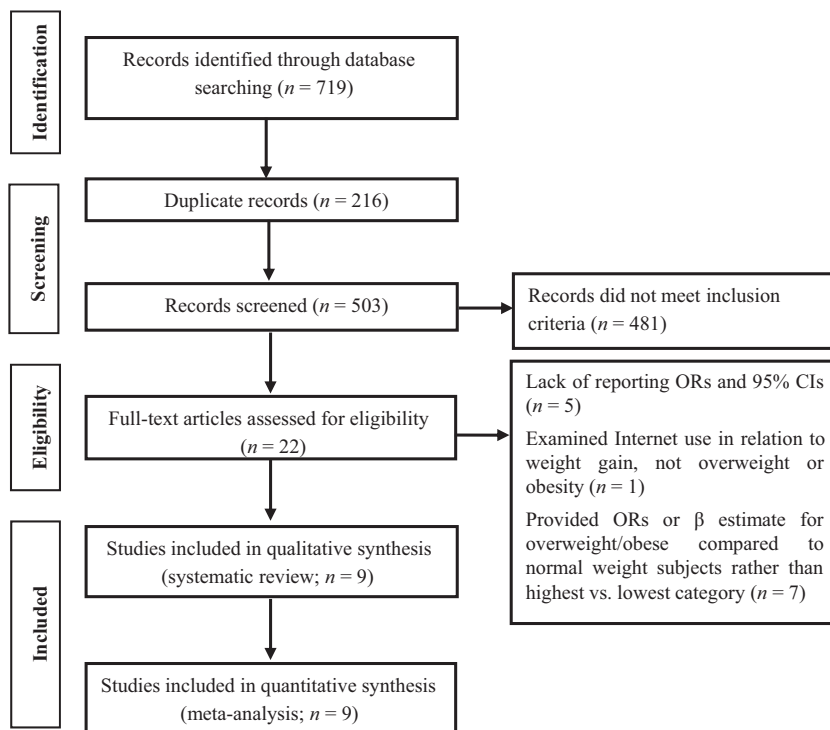 Identification
Records identified through database
searching (n = 719)
Screening
Duplicate records (n = 216)
Records screened (n = 503)
Records did not meet inclusion
criteria (n = 481)
Eligibility
Full-text articles assessed for eligibility
(n = 22)
Lack of reporting ORs and 95% CIs
(n = 5)
Examined Internet use in relation to
weight gain, not overweight or
obesity (n = 1)
Provided ORs or β estimate for
overweight/obese compared to
normal weight subjects rather than
highest vs. lowest category (n = 7)
Included
Studies included in qualitative synthesis
(systematic review; n = 9)
Studies included in quantitative synthesis
(meta-analysis; n = 9)